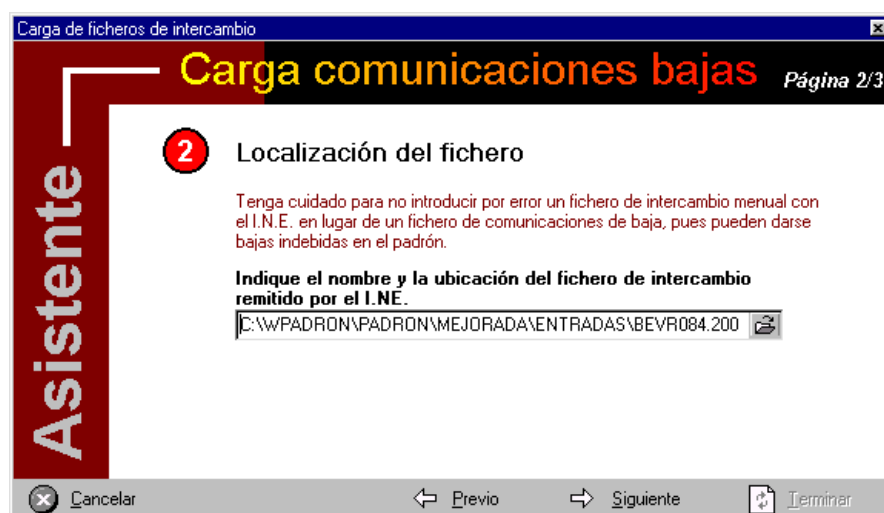 Carga de ficheros de intercambio
Carga comunicaciones bajas
Página 2/3
Asistente
2
Localización del fichero
Tenga cuidado para no introducir por error un fichero de intercambio menual con
el I.N.E. en lugar de un fichero de comunicaciones de baja, pues pueden darse
bajas indebidas en el padrón.
Indique el nombre y la ubicación del fichero de intercambio
remitido por el I.NE.
C:\WPADRON\PADRON\MEJORADA\ENTRADAS\BEVR084.200
Cancelar
Previo
Siguiente
Terminar